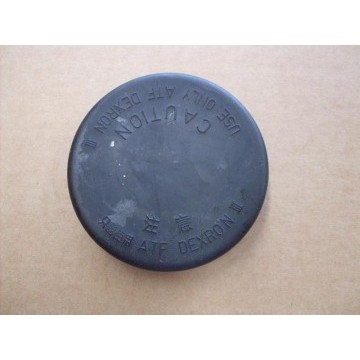 CAUTION
USE ONLY ATF DEXRON III
注意
ATF DEXRON III